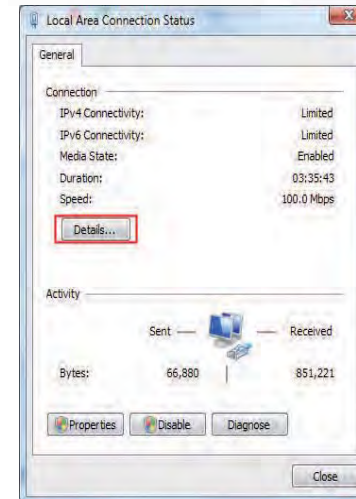 Local Area Connection Status
General
Connection
IPv4 Connectivity: Limited
IPv6 Connectivity: Limited
Media State: Enabled
Duration: 03:35:43
Speed: 100.0 Mbps
Details...
Activity
Sent Received
Bytes: 66,880 851,221
Properties Disable Diagnose
Close